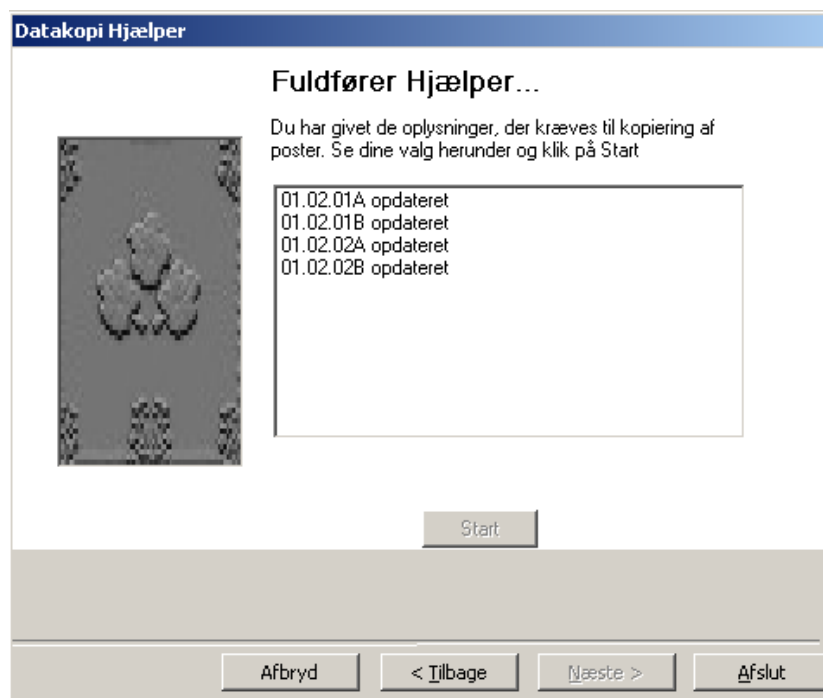 Datakopi Hjælper
Fuldfører Hjælper...
Du har givet de oplysninger, der kræves til kopiering af
poster. Se dine valg herunder og klik på Start
01.02.01A opdateret
01.02.01B opdateret
01.02.02A opdateret
01.02.02B opdateret
Start
Afbryd
< Tilbage
Næste >
Afslut